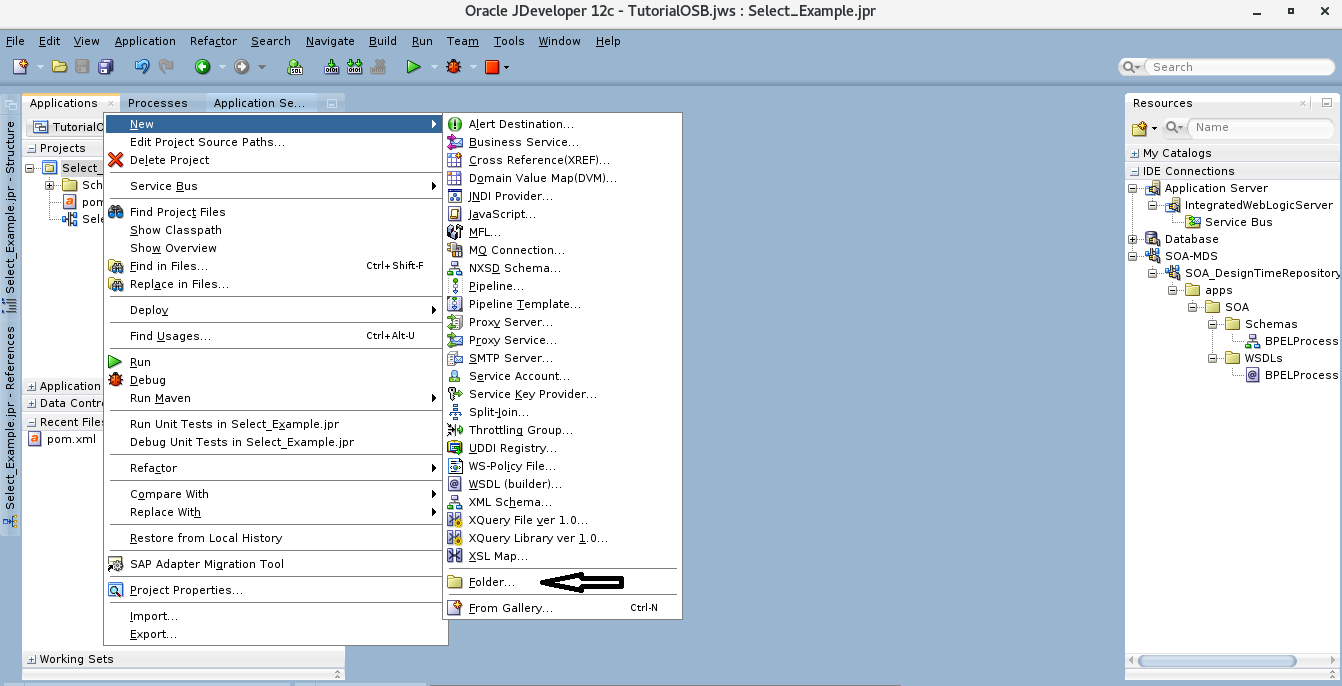 Oracle JDeveloper 12c - TutorialOSB.jws : Select_Example.jpr
File Edit View Application Refactor Search Navigate Build Run Team Tools Window Help
Search
Select_Example.jpr - Structure
Select_Example.jpr - References
Applications Processes Application Se...
TutorialO
Projects
Select_
Sch
pom
Sele
Application
Data Contr
Recent Files
pom.xml
Working Sets
New
Edit Project Source Paths...
Delete Project
Service Bus
Find Project Files
Show Classpath
Show Overview
Find in Files... Ctrl+Shift-F
Replace in Files...
Deploy
Find Usages... Ctrl+Alt-U
Run
Debug
Run Maven
Run Unit Tests in Select_Example.jpr
Debug Unit Tests in Select_Example.jpr
Refactor
Compare With
Replace With
Restore from Local History
SAP Adapter Migration Tool
Project Properties...
Import...
Export...
Alert Destination...
Business Service...
Cross Reference(XREF)...
Domain Value Map(DVM)...
JNDI Provider...
JavaScript...
MFL...
MQ Connection...
NXSD Schema...
Pipeline...
Pipeline Template...
Proxy Server...
Proxy Service...
SMTP Server...
Service Account...
Service Key Provider...
Split-Join...
Throttling Group...
UDDI Registry...
WS-Policy File...
WSDL (builder)...
XML Schema...
XQuery File ver 1.0...
XQuery Library ver 1.0...
XSL Map...
Folder...
From Gallery... Ctrl-N
Resources
Name
My Catalogs
IDE Connections
Application Server
IntegratedWebLogicServer
Service Bus
Database
SOA-MDS
SOA_DesignTimeRepository
apps
SOA
Schemas
BPELProcess
WSDLs
BPELProcess